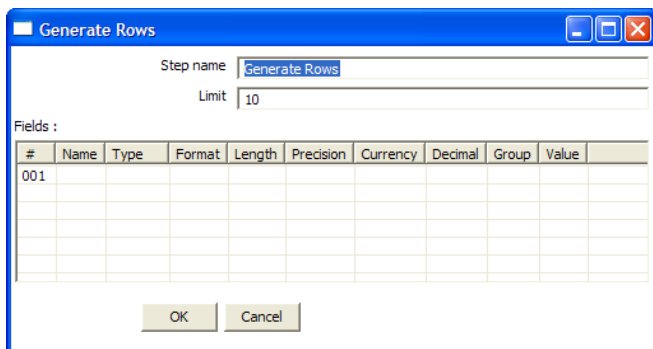 Generate Rows
Step name Generate Rows
Limit 10
Fields :
# Name Type Format Length Precision Currency Decimal Group Value
001
OK Cancel